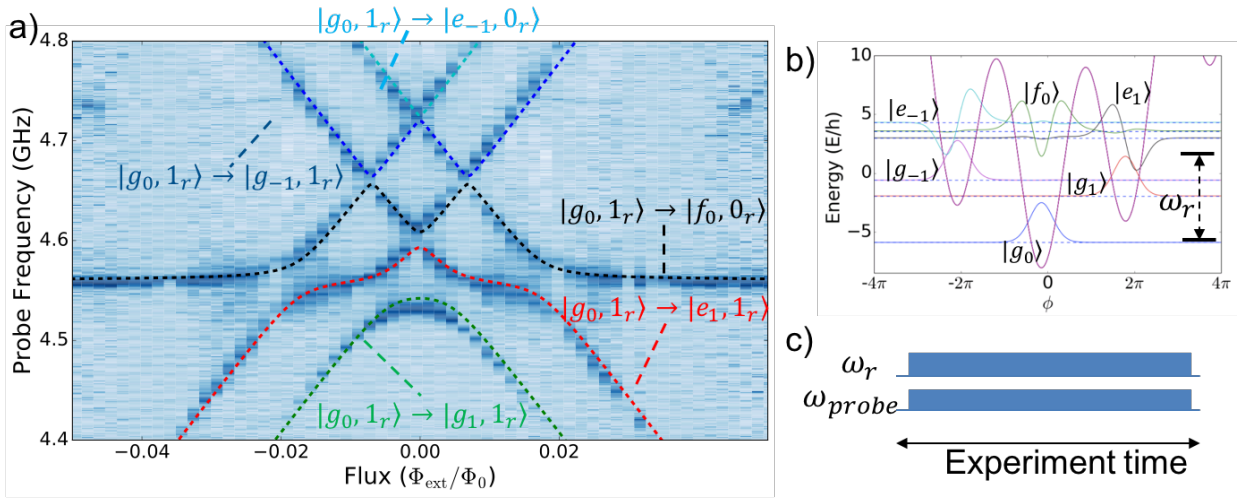 a)
|g₀, 1ᵣ⟩ → |e₋₁, 0ᵣ⟩
4.8
4.7
4.6
4.5
4.4
Probe Frequency (GHz)
|g₀, 1ᵣ⟩
→ |g₋₁, 1ᵣ⟩
|g₀, 1ᵣ⟩ → |f₀, 0ᵣ⟩
|g₀, 1ᵣ⟩ → |e₁, 1ᵣ⟩
|g₀, 1ᵣ⟩ → |g₁, 1ᵣ⟩
−0.04 −0.02 0.00 0.02
Flux (Φext/Φ₀)
b)
10
5
0
−5
Energy (E/h)
|e₋₁⟩ |f₀⟩ |e₁⟩
|g₋₁⟩ |g₁⟩
ωᵣ
|g₀⟩
-4π -2π 0 2π 4π
ϕ
c)
ωᵣ
ωprobe
Experiment time